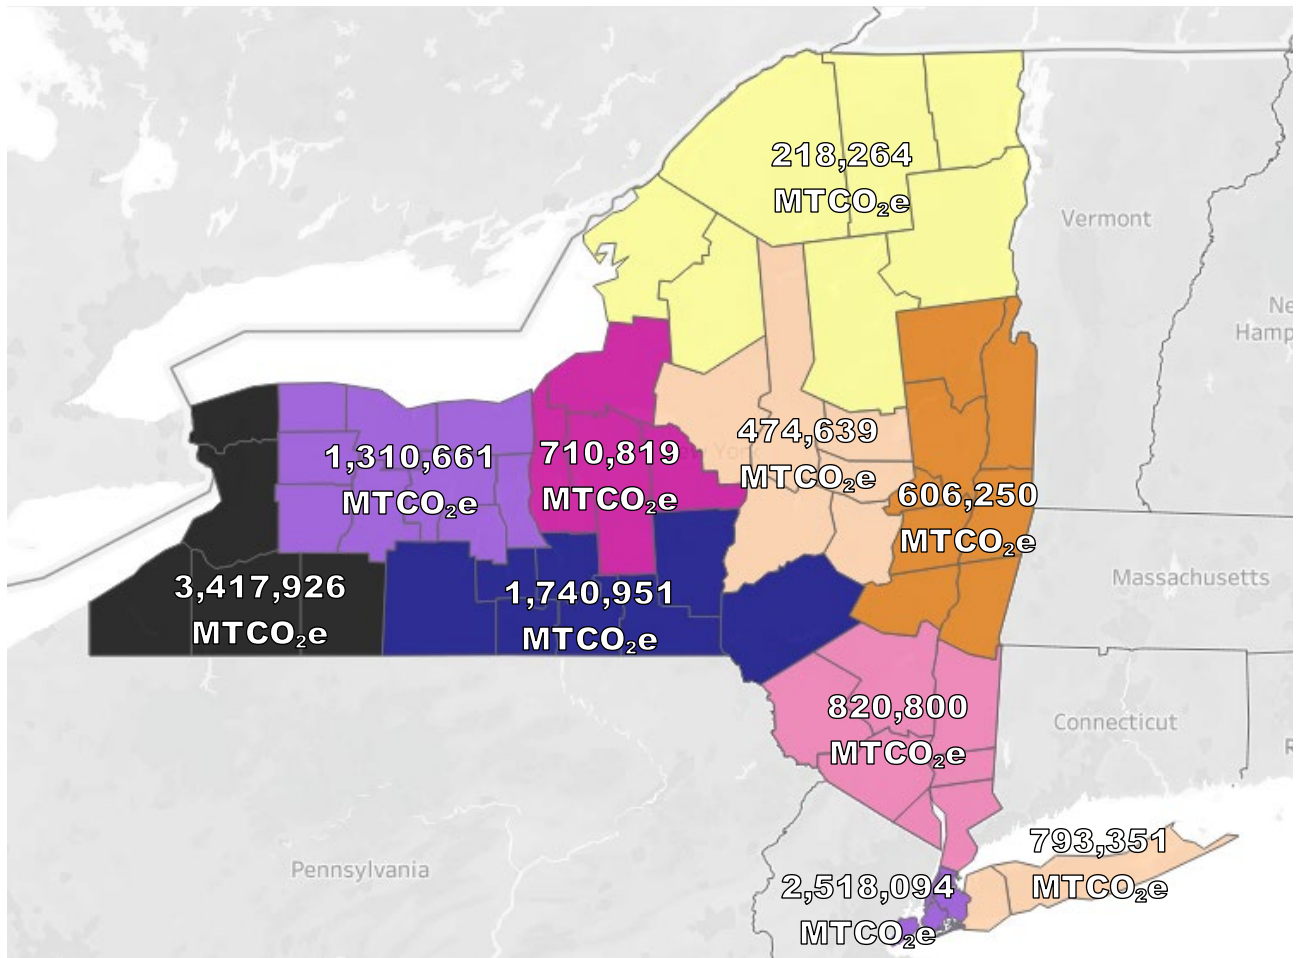 218,264
MTCO₂e
Vermont
Ne
Hamp
474,639
MTCO₂e
1,310,661
MTCO₂e
710,819
MTCO₂e
606,250
MTCO₂e
Massachusetts
3,417,926
MTCO₂e
1,740,951
MTCO₂e
820,800
MTCO₂e
Connecticut
R
Pennsylvania
793,351
MTCO₂e
2,518,094
MTCO₂e